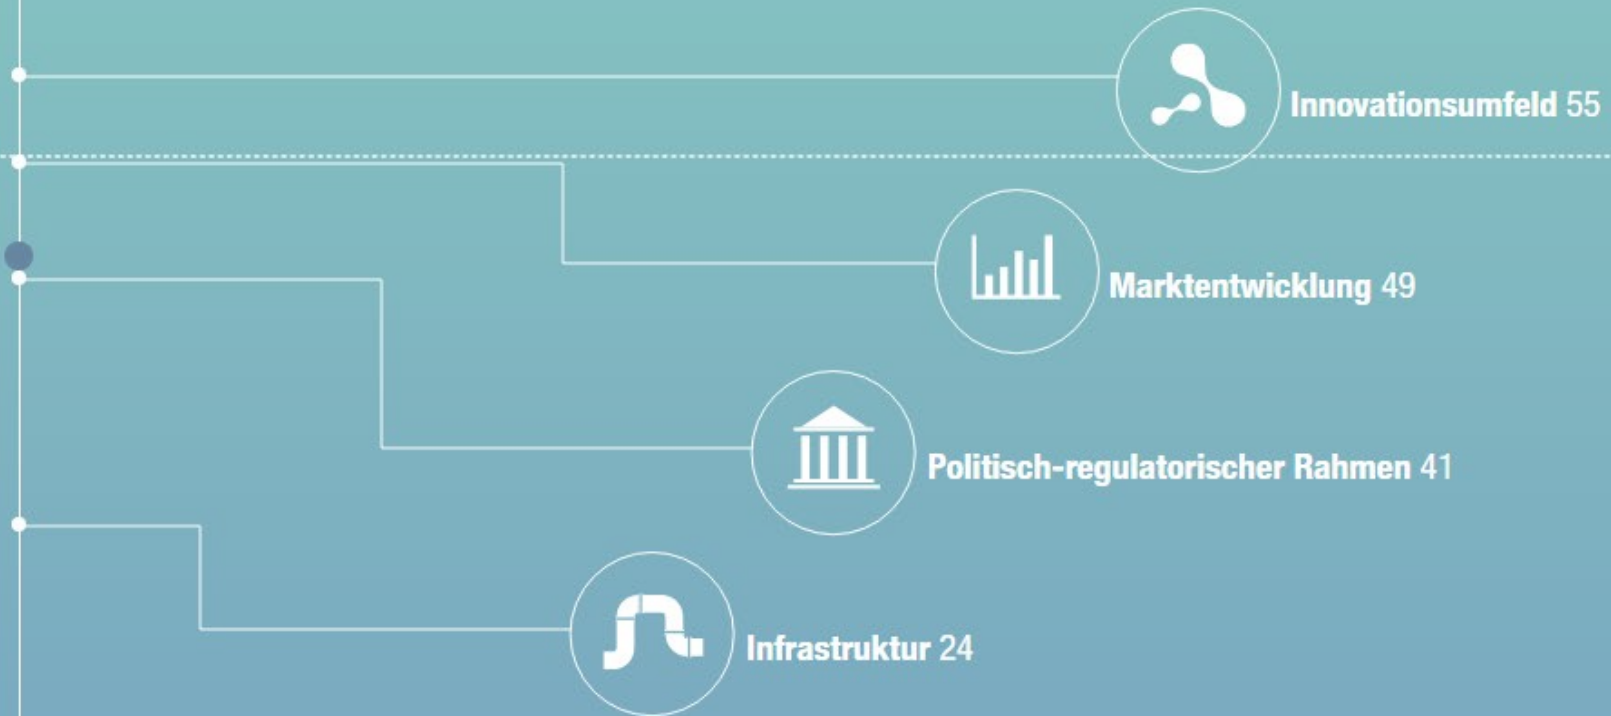 Innovationsumfeld 55
Marktentwicklung 49
Politisch-regulatorischer Rahmen 41
Infrastruktur 24